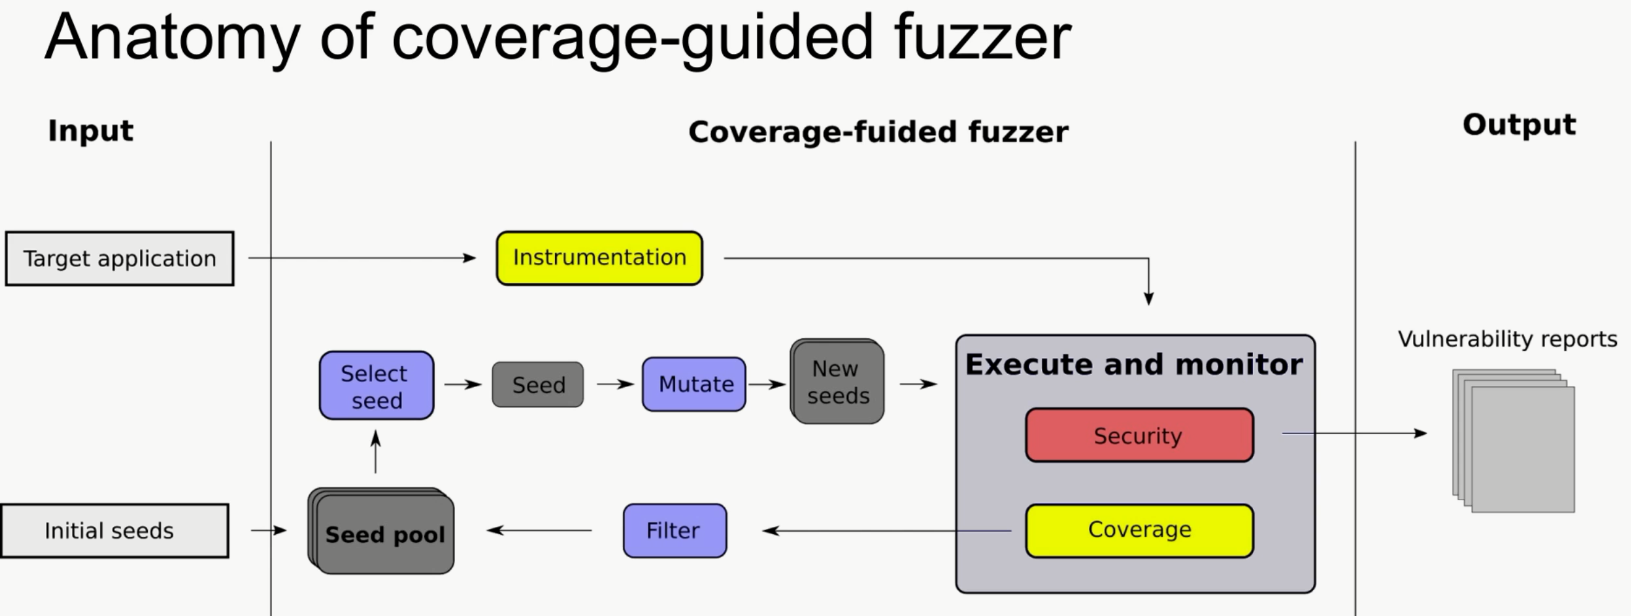 Anatomy of coverage-guided fuzzer
Input
Coverage-fuided fuzzer
Output
Target application
Instrumentation
Vulnerability reports
Select
seed
Seed
Mutate
New
seeds
Execute and monitor
Security
Initial seeds
Seed pool
Filter
Coverage